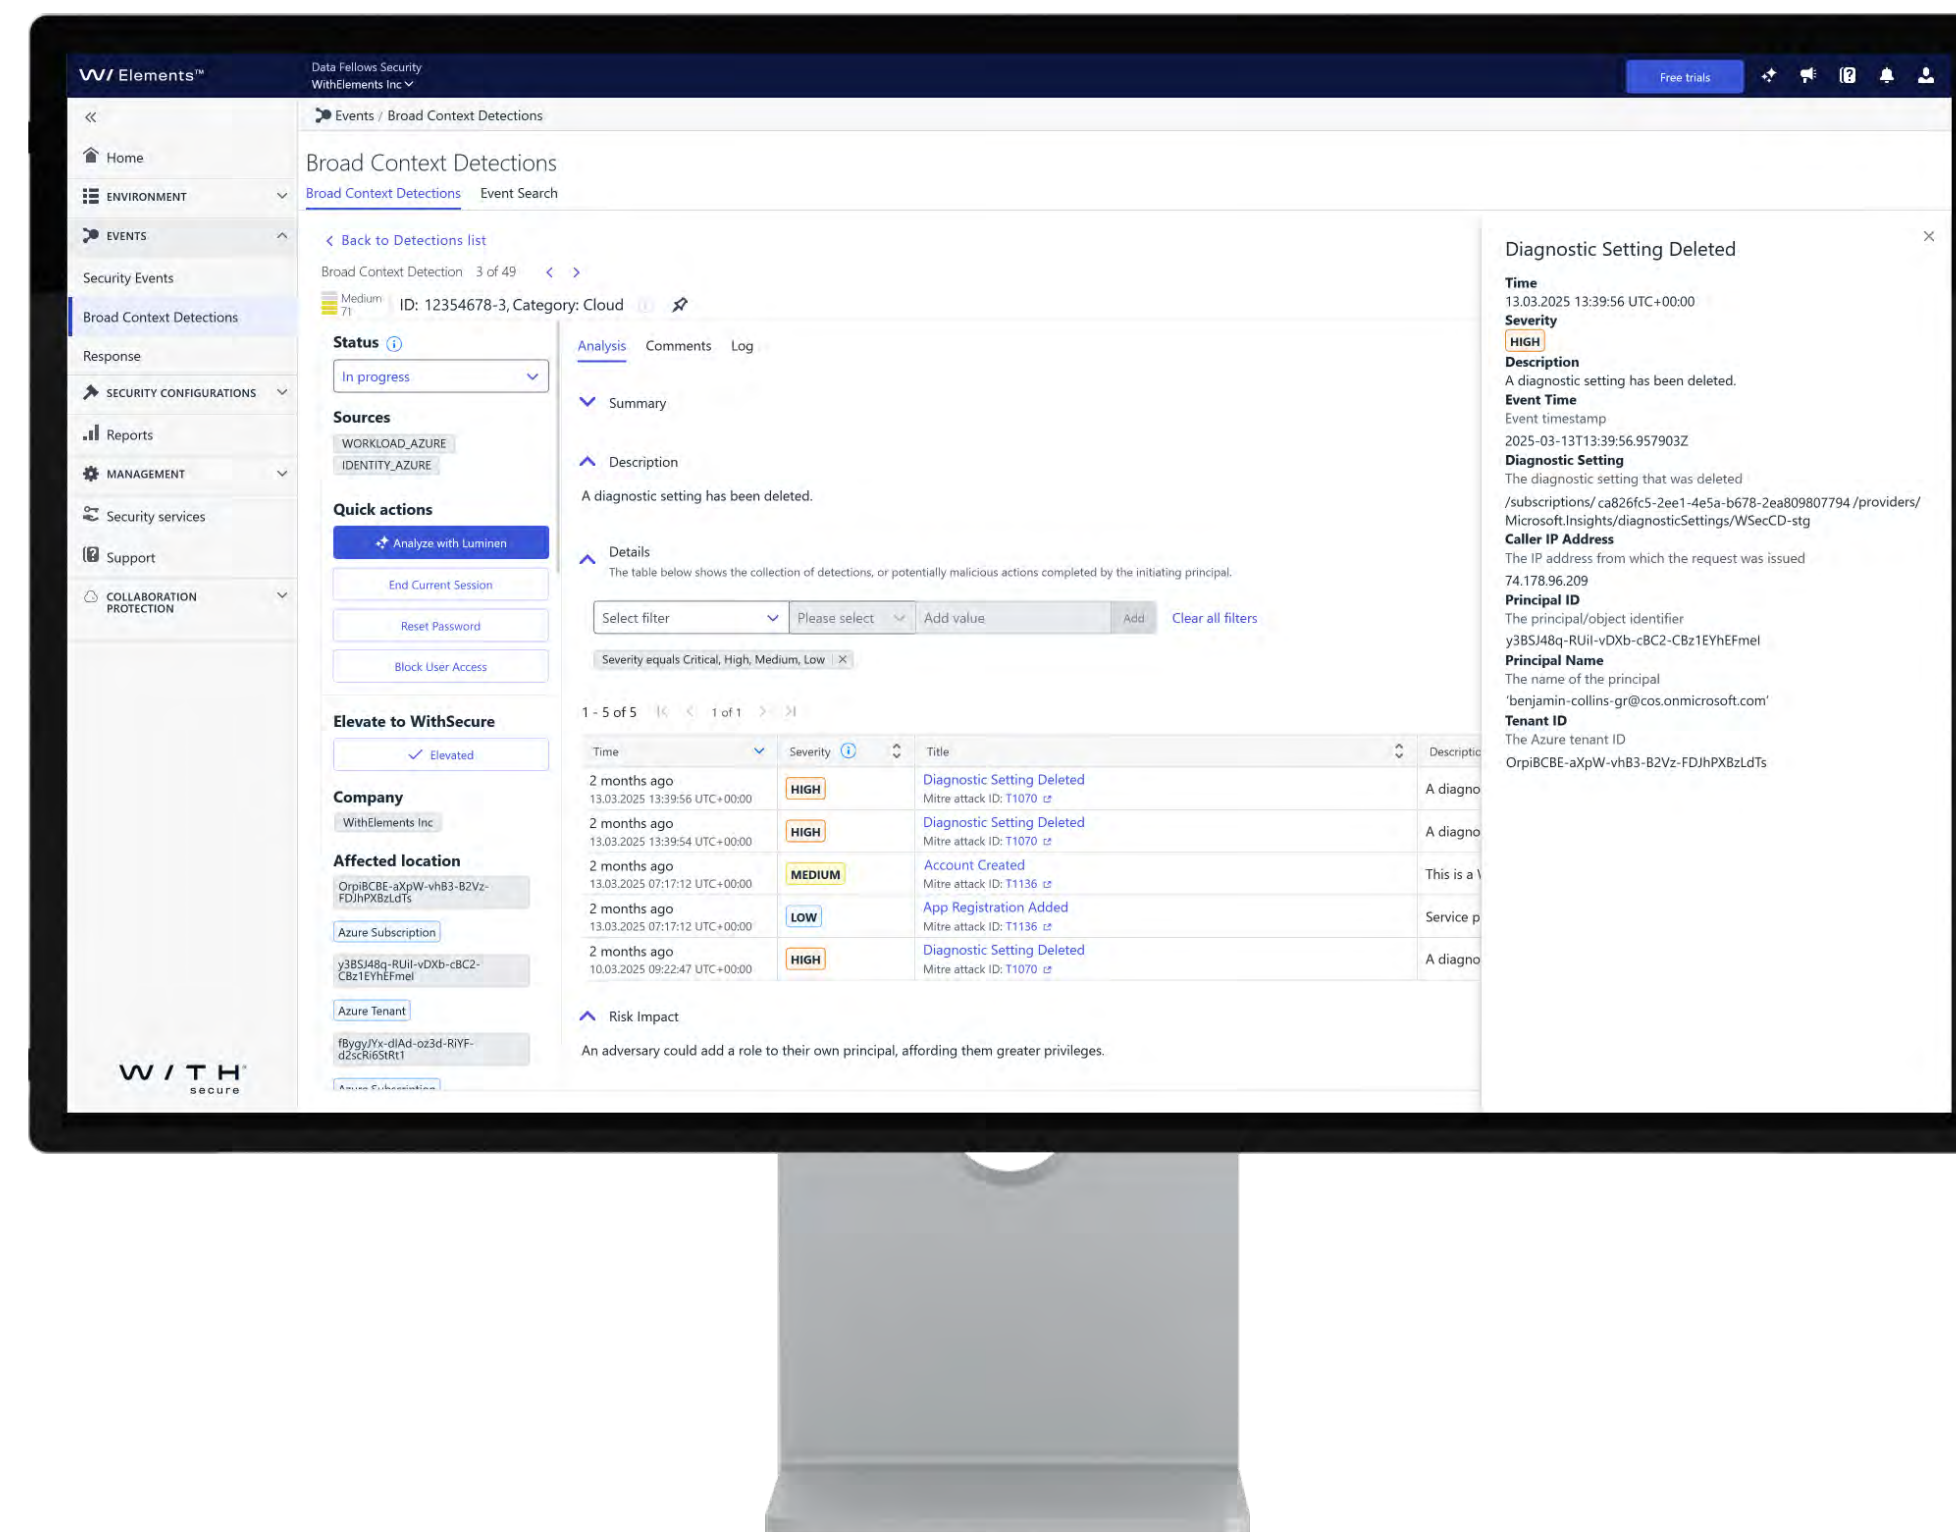 W/ Elements™
Data Fellows Security
WithElements Inc
Free trials
Home
ENVIRONMENT
EVENTS
Security Events
Broad Context Detections
Response
SECURITY CONFIGURATIONS
Reports
MANAGEMENT
Security services
Support
COLLABORATION
PROTECTION
W / T H
secure
Events / Broad Context Detections
Broad Context Detections
Broad Context Detections
Event Search
Back to Detections list
Broad Context Detection 3 of 49
Medium
71
ID: 12354678-3, Category: Cloud
Status
In progress
Sources
WORKLOAD_AZURE
IDENTITY_AZURE
Quick actions
Analyze with Luminen
End Current Session
Reset Password
Block User Access
Elevate to WithSecure
Elevated
Company
WithElements Inc
Affected location
OrpiBCBE-aXpW-vhB3-B2Vz-
FDJhPXBzLdTs
Azure Subscription
y3BSJ48q-RUiI-vDXb-cBC2-
CBz1EYhEFmeI
Azure Tenant
fBygyJYx-dIAd-oz3d-RiYF-
d2scRi6StRt1
Azure Subscription
Analysis
Comments
Log
Summary
Description
A diagnostic setting has been deleted.
Details
The table below shows the collection of detections, or potentially malicious actions completed by the initiating principal.
Select filter
Please select
Add value
Add
Clear all filters
Severity equals Critical, High, Medium, Low
1 - 5 of 5
1 of 1
Time
Severity
Title
Descriptio
2 months ago
13.03.2025 13:39:56 UTC+00:00
HIGH
Diagnostic Setting Deleted
Mitre attack ID: T1070
A diagno
2 months ago
13.03.2025 13:39:54 UTC+00:00
HIGH
Diagnostic Setting Deleted
Mitre attack ID: T1070
A diagno
2 months ago
13.03.2025 07:17:12 UTC+00:00
MEDIUM
Account Created
Mitre attack ID: T1136
This is a
2 months ago
13.03.2025 07:17:12 UTC+00:00
LOW
App Registration Added
Mitre attack ID: T1136
Service p
2 months ago
10.03.2025 09:22:47 UTC+00:00
HIGH
Diagnostic Setting Deleted
Mitre attack ID: T1070
A diagno
Risk Impact
An adversary could add a role to their own principal, affording them greater privileges.
Diagnostic Setting Deleted
Time
13.03.2025 13:39:56 UTC+00:00
Severity
HIGH
Description
A diagnostic setting has been deleted.
Event Time
Event timestamp
2025-03-13T13:39:56.957903Z
Diagnostic Setting
The diagnostic setting that was deleted
/subscriptions/ca826fc5-2ee1-4e5a-b678-2ea809807794/providers/
Microsoft.Insights/diagnosticSettings/WSecCD-stg
Caller IP Address
The IP address from which the request was issued
74.178.96.209
Principal ID
The principal/object identifier
y3BSJ48q-RUiI-vDXb-cBC2-CBz1EYhEFmeI
Principal Name
The name of the principal
'benjamin-collins-gr@cos.onmicrosoft.com'
Tenant ID
The Azure tenant ID
OrpiBCBE-aXpW-vhB3-B2Vz-FDJhPXBzLdTs